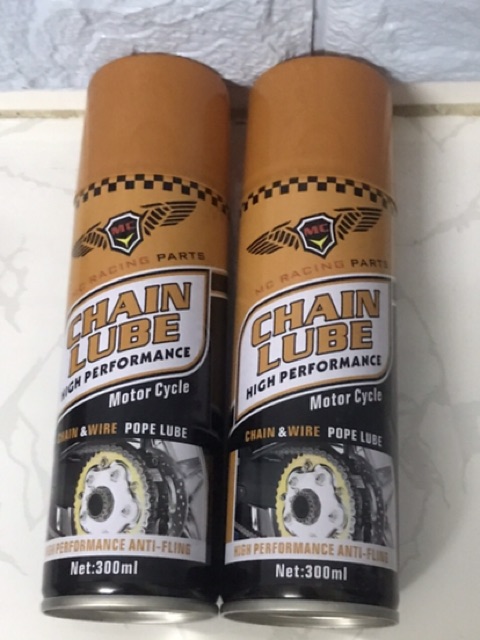 MC
MC RACING PARTS
CHAIN
LUBE
HIGH PERFORMANCE
Motor Cycle
CHAIN & WIRE POPE LUBE
HIGH PERFORMANCE ANTI-FLING
Net:300ml
MC
MC RACING PARTS
CHAIN
LUBE
HIGH PERFORMANCE
Motor Cycle
CHAIN & WIRE POPE LUBE
HIGH PERFORMANCE ANTI-FLING
Net:300ml